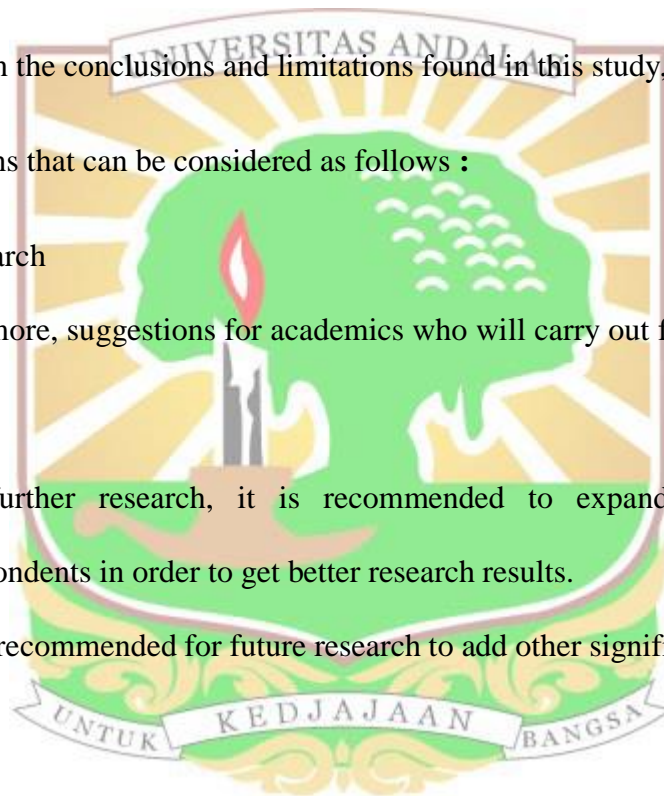 UNIVERSITAS ANDALAS
n the conclusions and limitations found in this study,
ns that can be considered as follows :
arch
nore, suggestions for academics who will carry out f
urther research, it is recommended to expand
ondents in order to get better research results.
recommended for future research to add other signifi
UNTUK KEDJAJAAN BANGSA